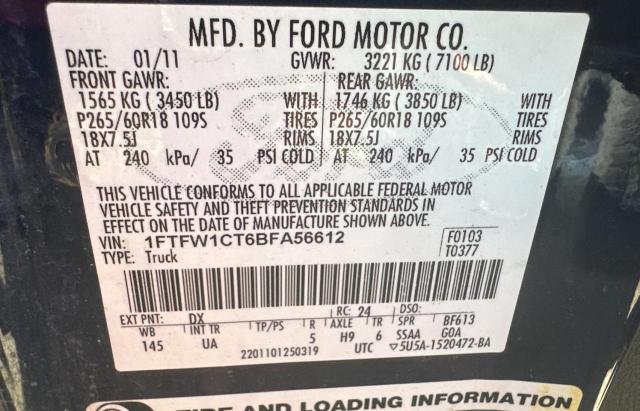 MFD. BY FORD MOTOR CO.
DATE: 01/11 GVWR: 3221 KG ( 7100 LB)
FRONT GAWR: REAR GAWR:
1565 KG ( 3450 LB) WITH 1746 KG ( 3850 LB) WITH
P265/60R18 109S TIRES P265/60R18 109S TIRES
18X7.5J RIMS 18X7.5J RIMS
AT 240 kPa/ 35 PSI COLD AT 240 kPa/ 35 PSI COLD
THIS VEHICLE CONFORMS TO ALL APPLICABLE FEDERAL MOTOR
VEHICLE SAFETY AND THEFT PREVENTION STANDARDS IN
EFFECT ON THE DATE OF MANUFACTURE SHOWN ABOVE.
VIN: 1FTFW1CT6BFA56612 F0103
TYPE: Truck T0377
EXT PNT: DX RC: 24 DSO:
WB INT TR TP/PS R AXLE TR SPR BF613
145 UA 5 H9 6 SSAA G0A
2201101250319 UTC ▽5U5A-1520472-BA
TIRE AND LOADING INFORMATION